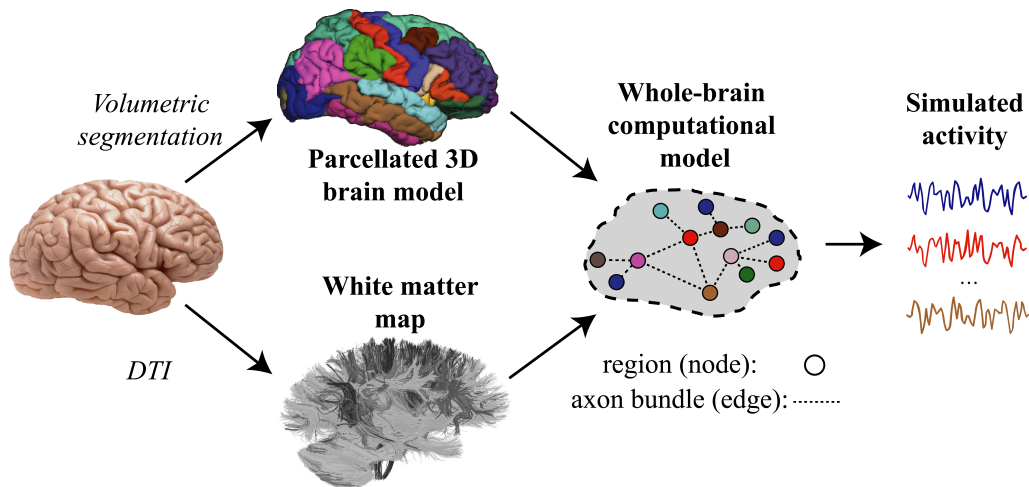 Volumetric
segmentation
Parcellated 3D
brain model
DTI
White matter
map
Whole-brain
computational
model
region (node):
axon bundle (edge):
Simulated
activity
...